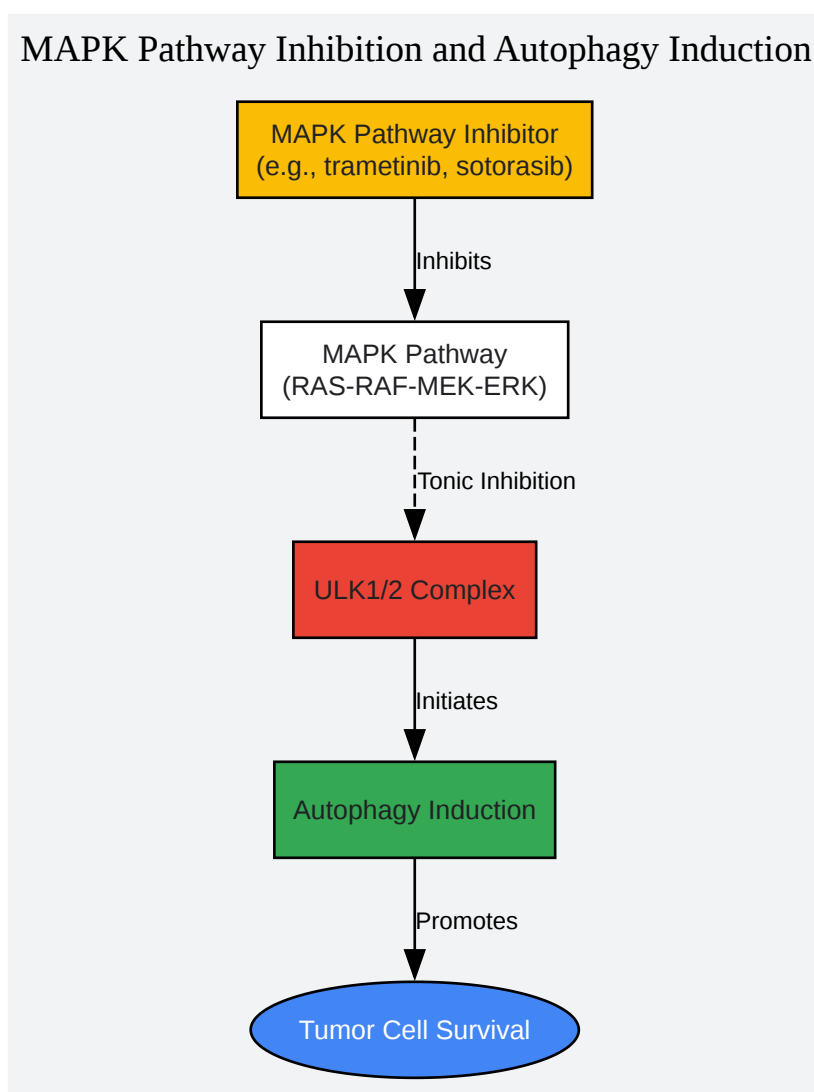 MAPK Pathway Inhibition and Autophagy Induction
MAPK Pathway Inhibitor
(e.g., trametinib, sotorasib)
Inhibits
MAPK Pathway
(RAS-RAF-MEK-ERK)
Tonic Inhibition
ULK1/2 Complex
Initiates
Autophagy Induction
Promotes
Tumor Cell Survival